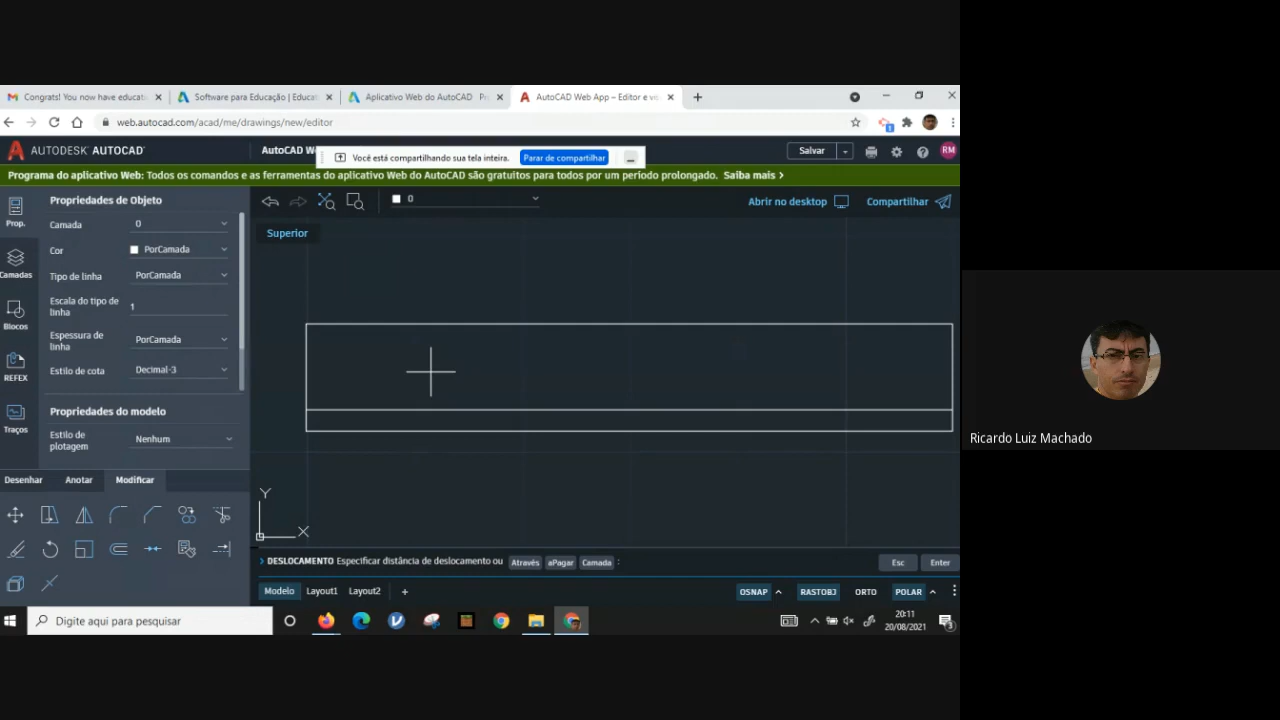 Congrats! You now have educat
Software para Educação | Educat
Aplicativo Web do AutoCAD
AutoCAD Web App – Editor e vi
web.autocad.com/acad/me/drawings/new/editor
AUTODESK® AUTOCAD®
AutoCAD W
Você está compartilhando sua tela inteira.
Parar de compartilhar
Salvar
RM
Programa do aplicativo Web: Todos os comandos e as ferramentas do aplicativo Web do AutoCAD são gratuitos para todos por um período prolongado. Saiba mais >
Prop.
Camadas
Blocos
REFEX
Traços
Propriedades de Objeto
Camada 0
Cor PorCamada
Tipo de linha PorCamada
Escala do tipo de linha 1
Espessura de linha PorCamada
Estilo de cota Decimal-3
Propriedades do modelo
Estilo de plotagem Nenhum
Desenhar Anotar Modificar
0
Abrir no desktop
Compartilhar
Superior
Y
X
DESLOCAMENTO Especificar distância de deslocamento ou Através aPagar Camada :
Esc Enter
Modelo Layout1 Layout2 +
OSNAP RASTOBJ ORTO POLAR
Digite aqui para pesquisar
20:11
20/08/2021
3
Ricardo Luiz Machado